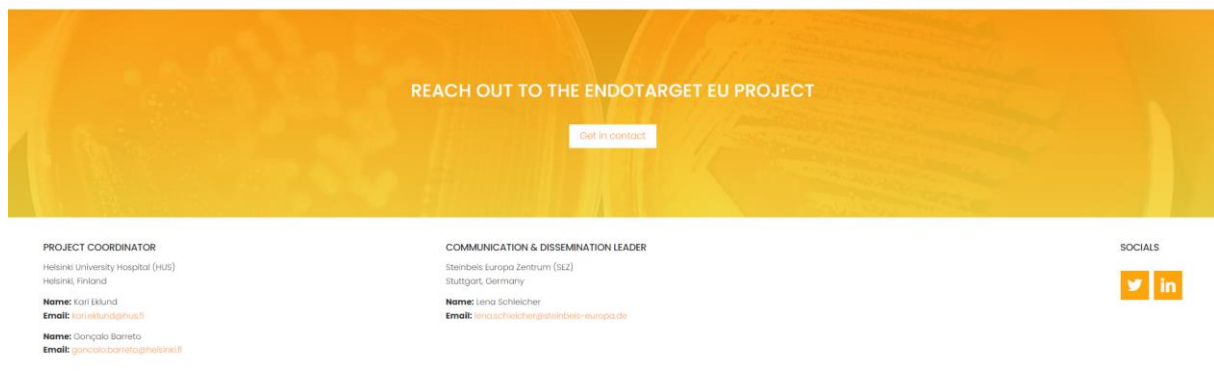 REACH OUT TO THE ENDOTARGET EU PROJECT
Get in contact
PROJECT COORDINATOR
Helsinki University Hospital (HUS)
Helsinki, Finland
Name: Kari Eklund
Email: kari.eklund@hus.fi
Name: Gonçalo Barreto
Email: goncalo.barreto@helsinki.fi
COMMUNICATION & DISSEMINATION LEADER
Steinbeis Europa Zentrum (SEZ)
Stuttgart, Germany
Name: Lena Schleicher
Email: lena.schleicher@steinbeis-europa.de
SOCIALS
in